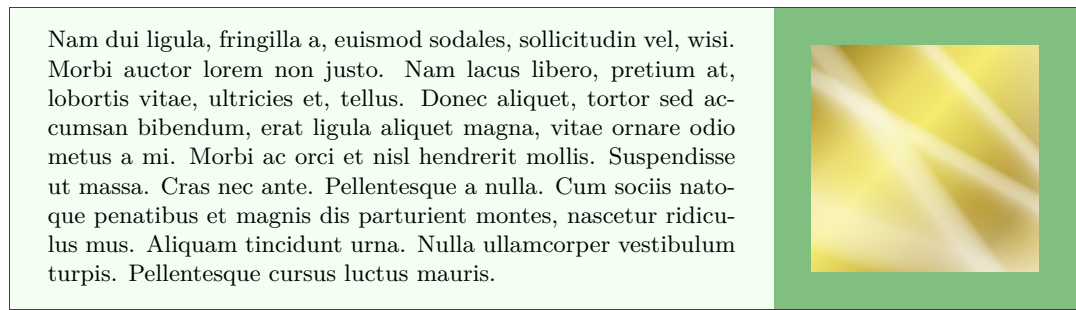 Nam dui ligula, fringilla a, euismod sodales, sollicitudin vel, wisi.
Morbi auctor lorem non justo. Nam lacus libero, pretium at,
lobortis vitae, ultricies et, tellus. Donec aliquet, tortor sed ac-
cumsan bibendum, erat ligula aliquet magna, vitae ornare odio
metus a mi. Morbi ac orci et nisl hendrerit mollis. Suspendisse
ut massa. Cras nec ante. Pellentesque a nulla. Cum sociis nato-
que penatibus et magnis dis parturient montes, nascetur ridicu-
lus mus. Aliquam tincidunt urna. Nulla ullamcorper vestibulum
turpis. Pellentesque cursus luctus mauris.